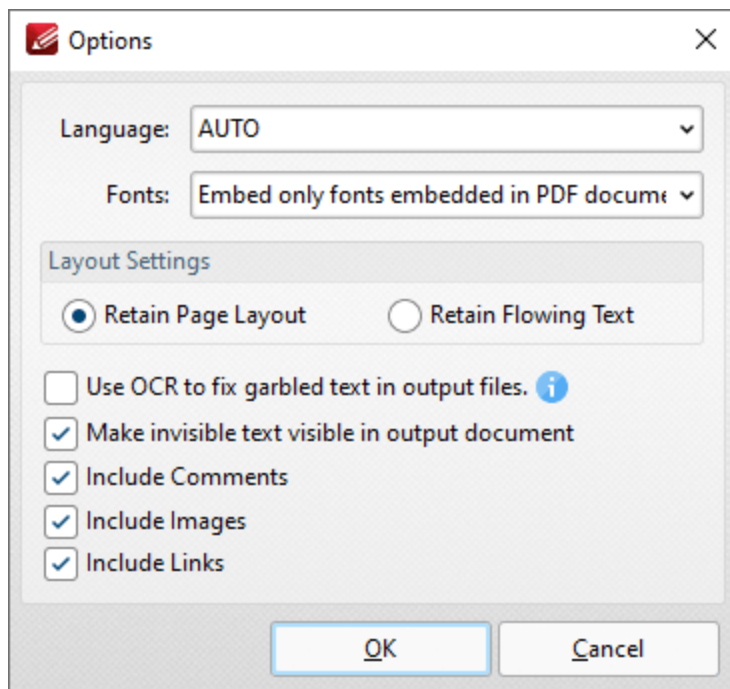 Options
Language: AUTO
Fonts: Embed only fonts embedded in PDF docume
Layout Settings
Retain Page Layout Retain Flowing Text
Use OCR to fix garbled text in output files. i
Make invisible text visible in output document
Include Comments
Include Images
Include Links
OK Cancel